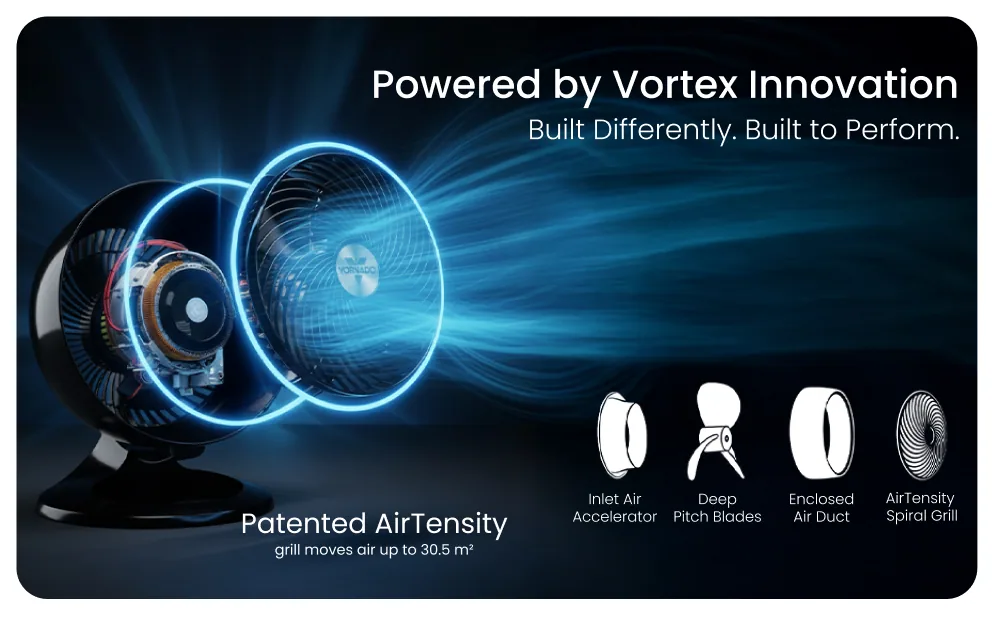 Powered by Vortex Innovation
Built Differently. Built to Perform.
VORNADO
Inlet Air
Accelerator
Deep
Pitch Blades
Enclosed
Air Duct
AirTensity
Spiral Grill
Patented AirTensity
grill moves air up to 30.5 m²